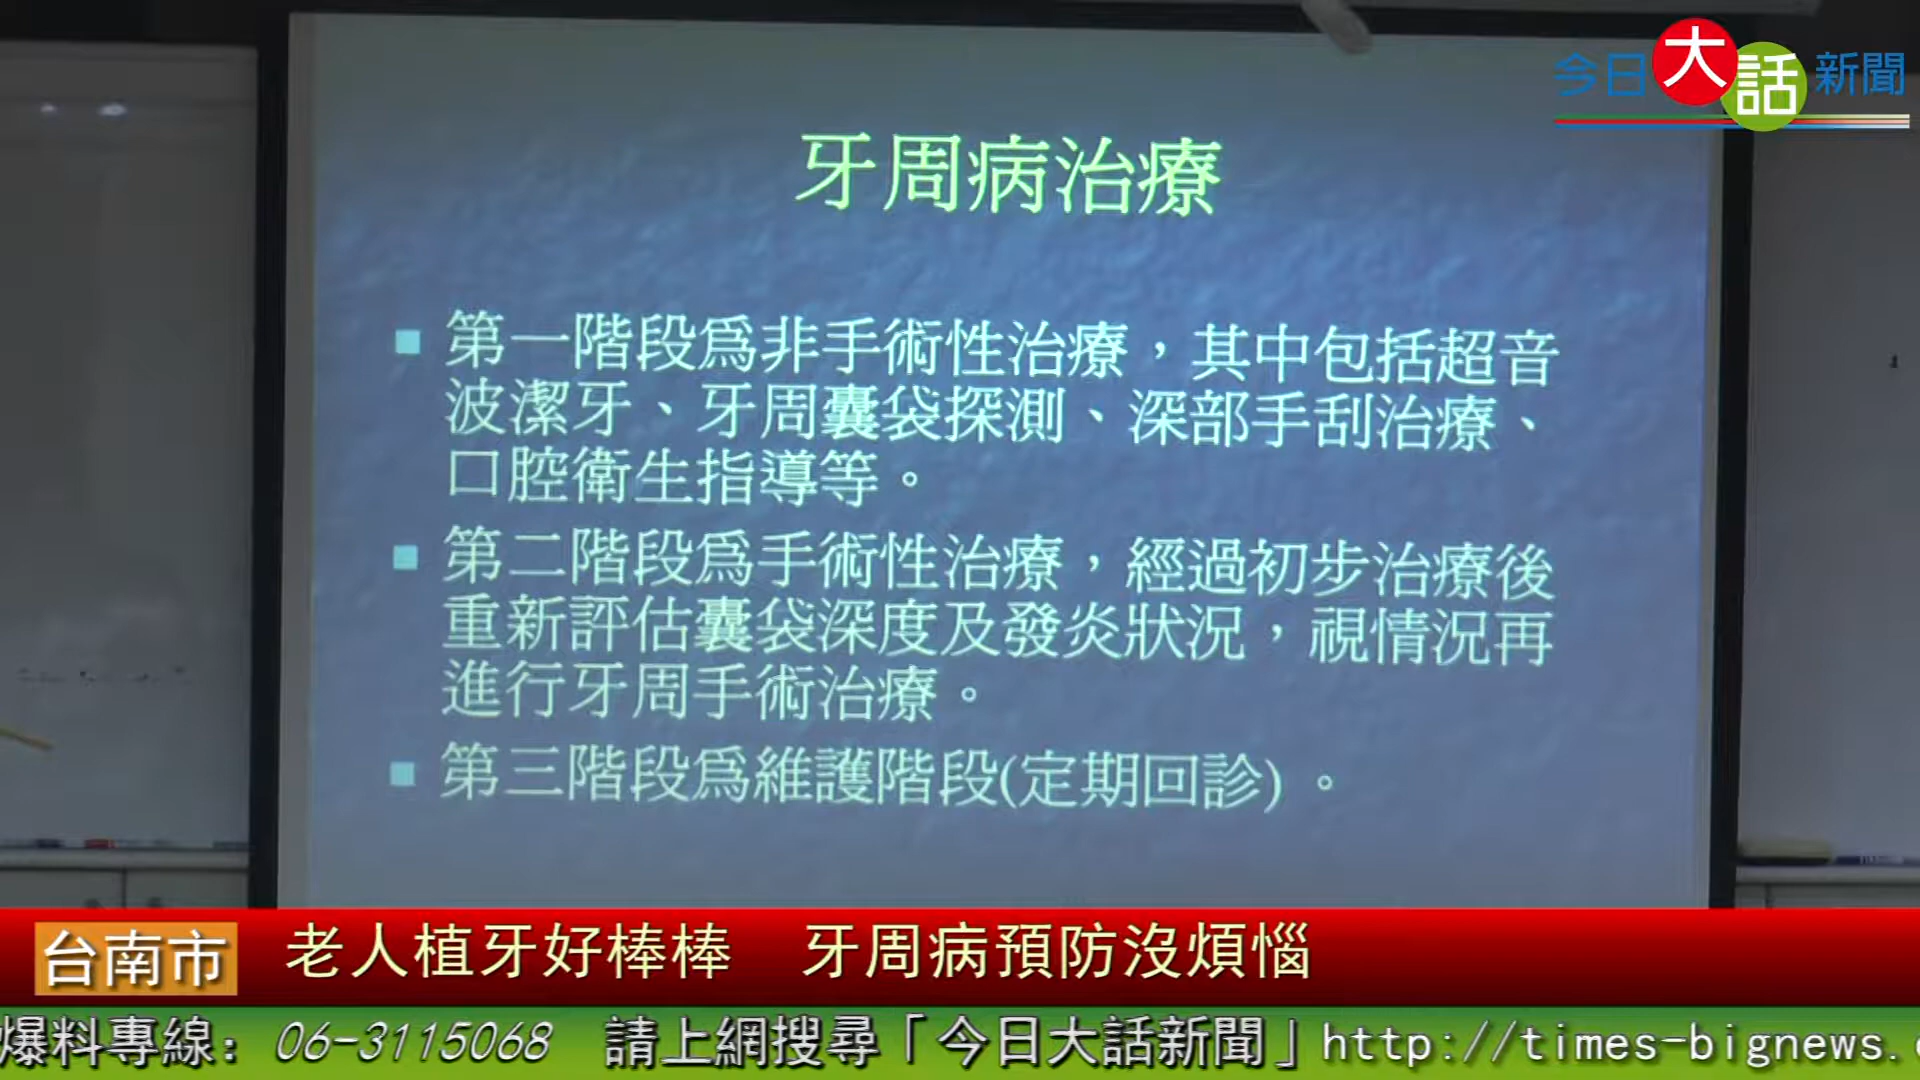 今日大話新聞
牙周病治療
第一階段爲非手術性治療，其中包括超音
波潔牙、牙周囊袋探測、深部手刮治療、
口腔衛生指導等。
第二階段爲手術性治療，經過初步治療後
重新評估囊袋深度及發炎狀況，視情況再
進行牙周手術治療。
第三階段爲維護階段(定期回診)。
台南市 老人植牙好棒棒 牙周病預防沒煩惱
爆料專線：06-3115068 請上網搜尋「今日大話新聞」http://times-bignews.